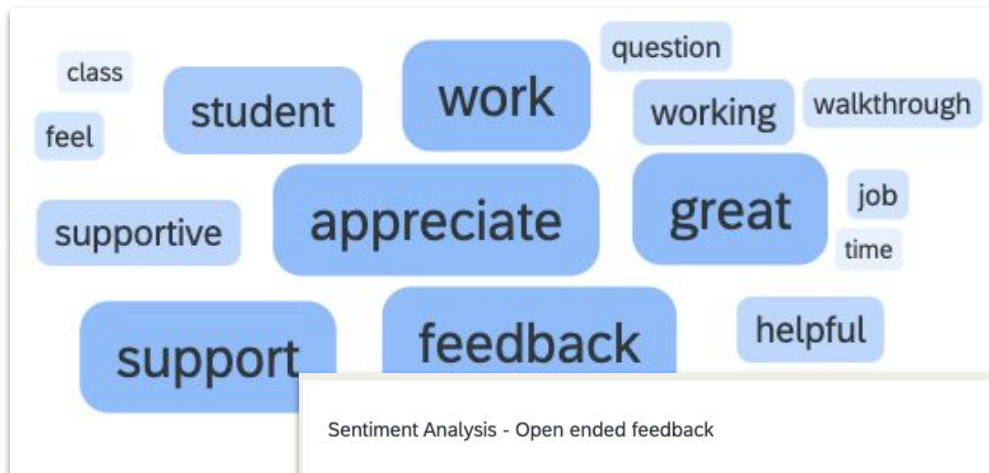 question
class
work
student
working
walkthrough
feel
job
appreciate
great
supportive
time
helpful
feedback
support
Sentiment Analysis - Open ended feedback